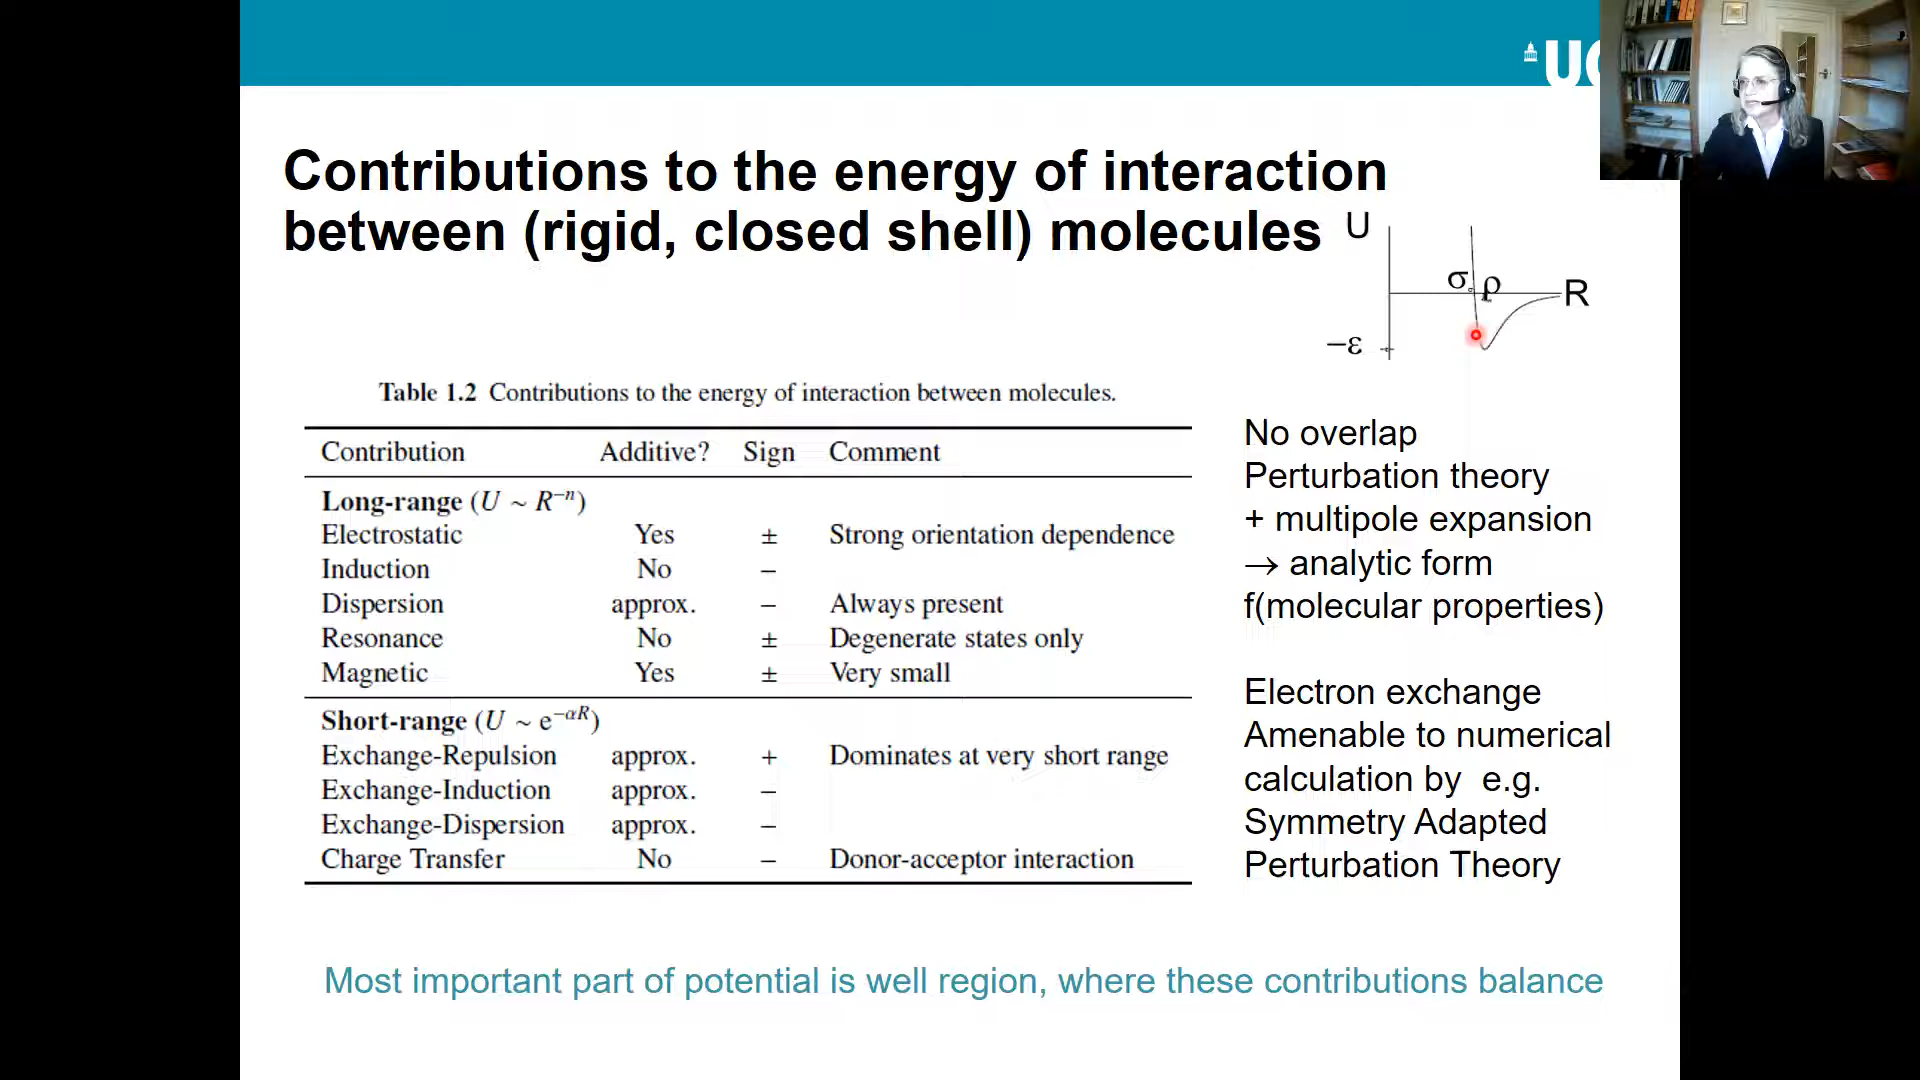 UC
Contributions to the energy of interaction
between (rigid, closed shell) molecules
U
σ ρ
R
−ε
Table 1.2 Contributions to the energy of interaction between molecules.
Contribution Additive? Sign Comment
Long-range (U ~ R⁻ⁿ)
Electrostatic Yes ± Strong orientation dependence
Induction No −
Dispersion approx. − Always present
Resonance No ± Degenerate states only
Magnetic Yes ± Very small
Short-range (U ~ e^{−αR})
Exchange-Repulsion approx. + Dominates at very short range
Exchange-Induction approx. −
Exchange-Dispersion approx. −
Charge Transfer No − Donor-acceptor interaction
No overlap
Perturbation theory
+ multipole expansion
→ analytic form
f(molecular properties)
Electron exchange
Amenable to numerical
calculation by e.g.
Symmetry Adapted
Perturbation Theory
Most important part of potential is well region, where these contributions balance